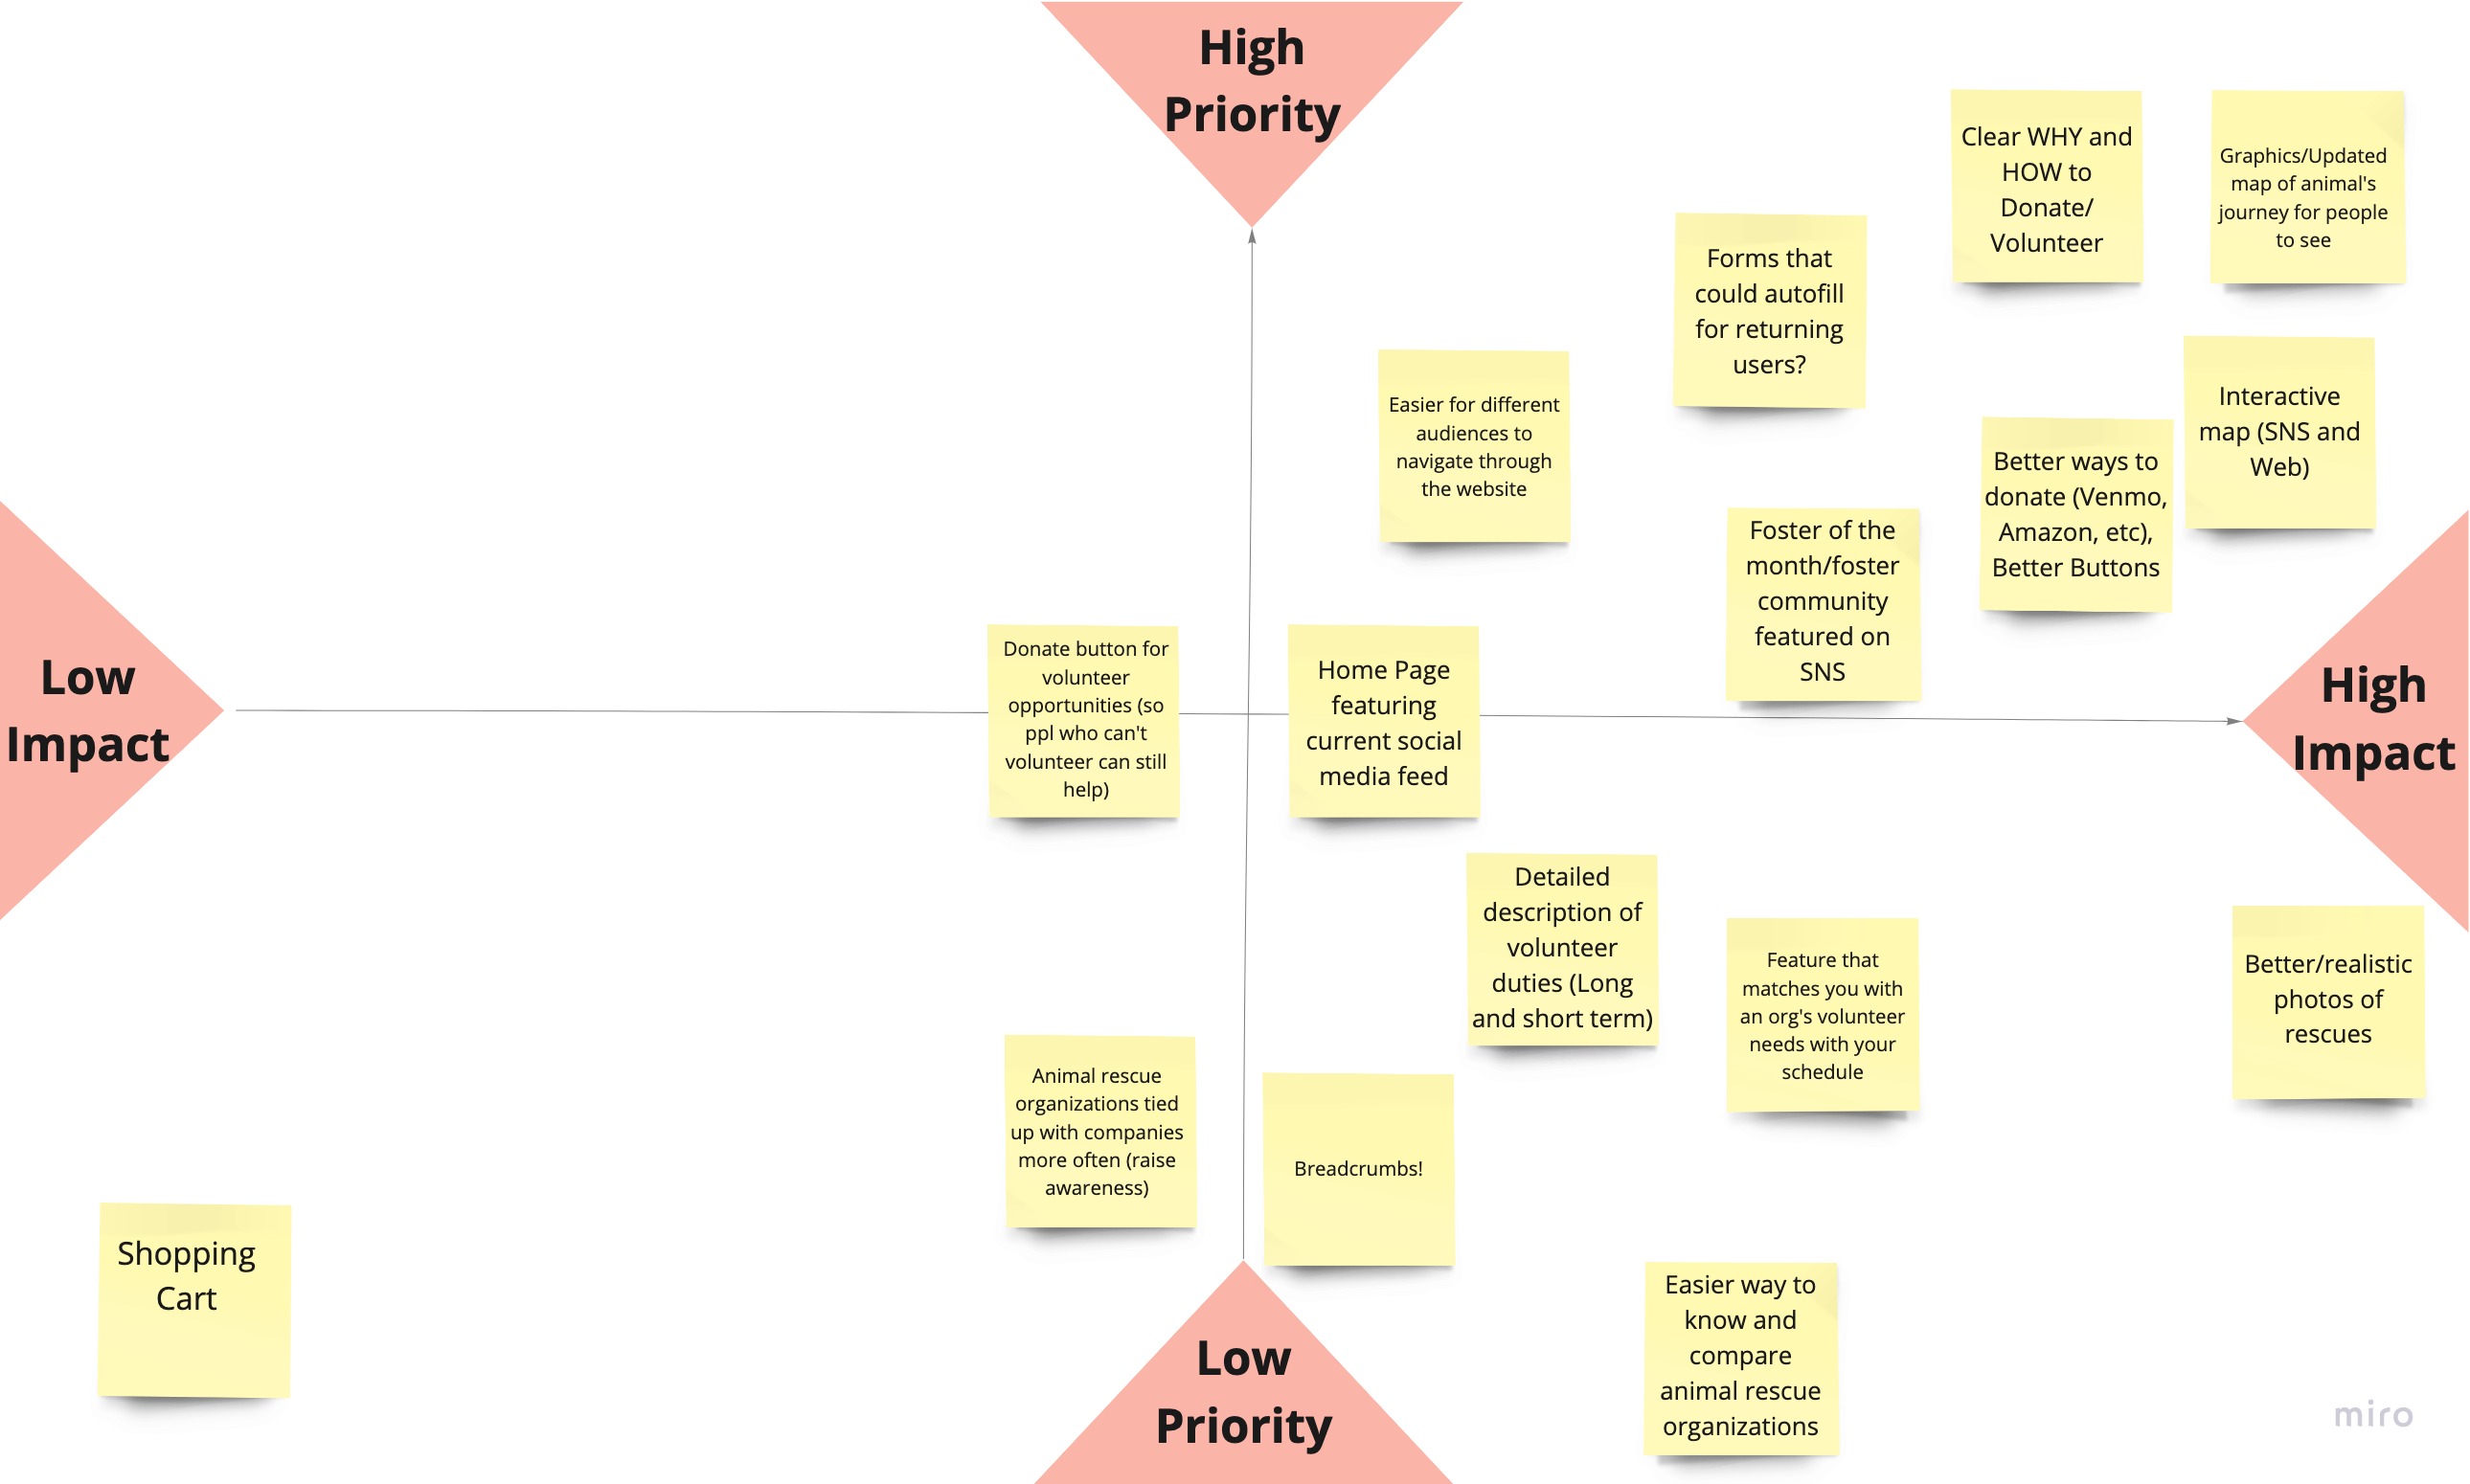 High
Priority
Clear WHY and
HOW to
Donate/
Volunteer
Graphics/Updated
map of animal's
journey for people
to see
Forms that
could autofill
for returning
users?
Easier for different
audiences to
navigate through
the website
Interactive
map (SNS and
Web)
Better ways to
donate (Venmo,
Amazon, etc),
Better Buttons
Foster of the
month/foster
community
featured on
SNS
Low
Impact
Donate button for
volunteer
opportunities (so
ppl who can't
volunteer can still
help)
Home Page
featuring
current social
media feed
High
Impact
Detailed
description of
volunteer
duties (Long
and short term)
Feature that
matches you with
an org's volunteer
needs with your
schedule
Better/realistic
photos of
rescues
Animal rescue
organizations tied
up with companies
more often (raise
awareness)
Breadcrumbs!
Shopping
Cart
Easier way to
know and
compare
animal rescue
organizations
Low
Priority
miro